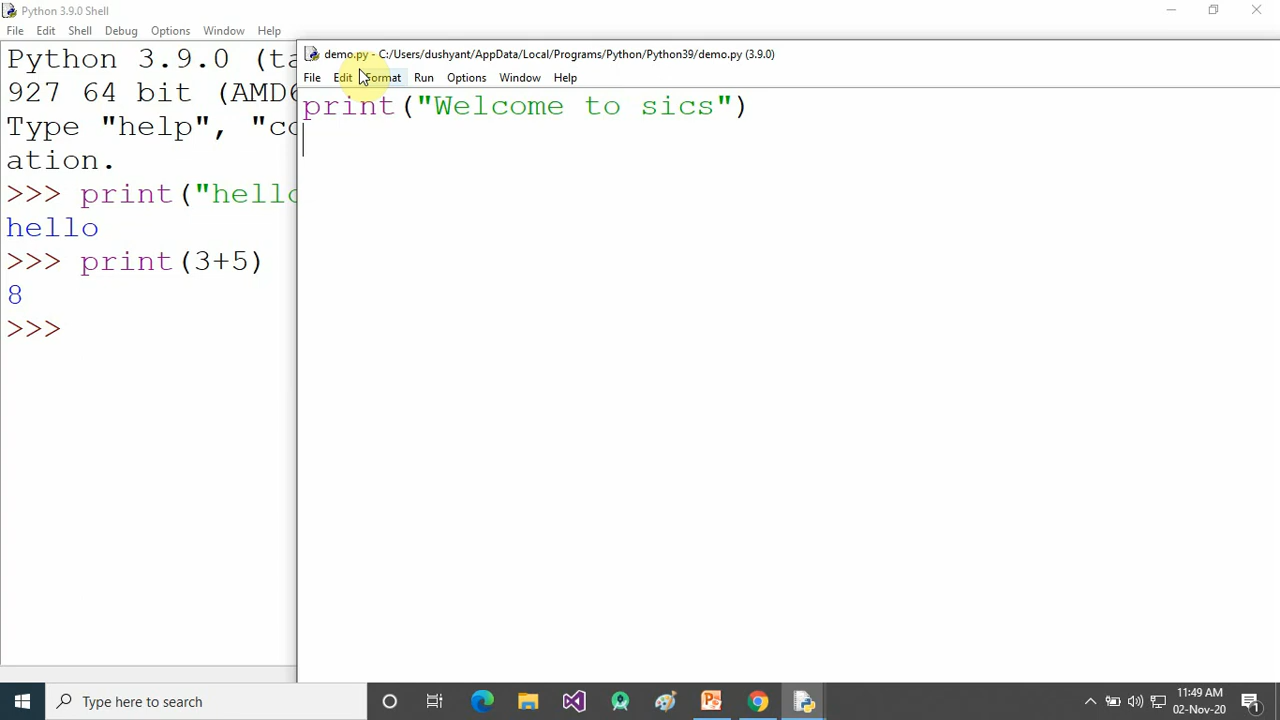 Python 3.9.0 Shell
File Edit Shell Debug Options Window Help
Python 3.9.0 (ta
927 64 bit (AMD6
Type "help", "co
ation.
>>> print("hello
hello
>>> print(3+5)
8
>>>
demo.py - C:/Users/dushyant/AppData/Local/Programs/Python/Python39/demo.py (3.9.0)
File Edit Format Run Options Window Help
print("Welcome to sics")
Type here to search
11:49 AM
02-Nov-20
1